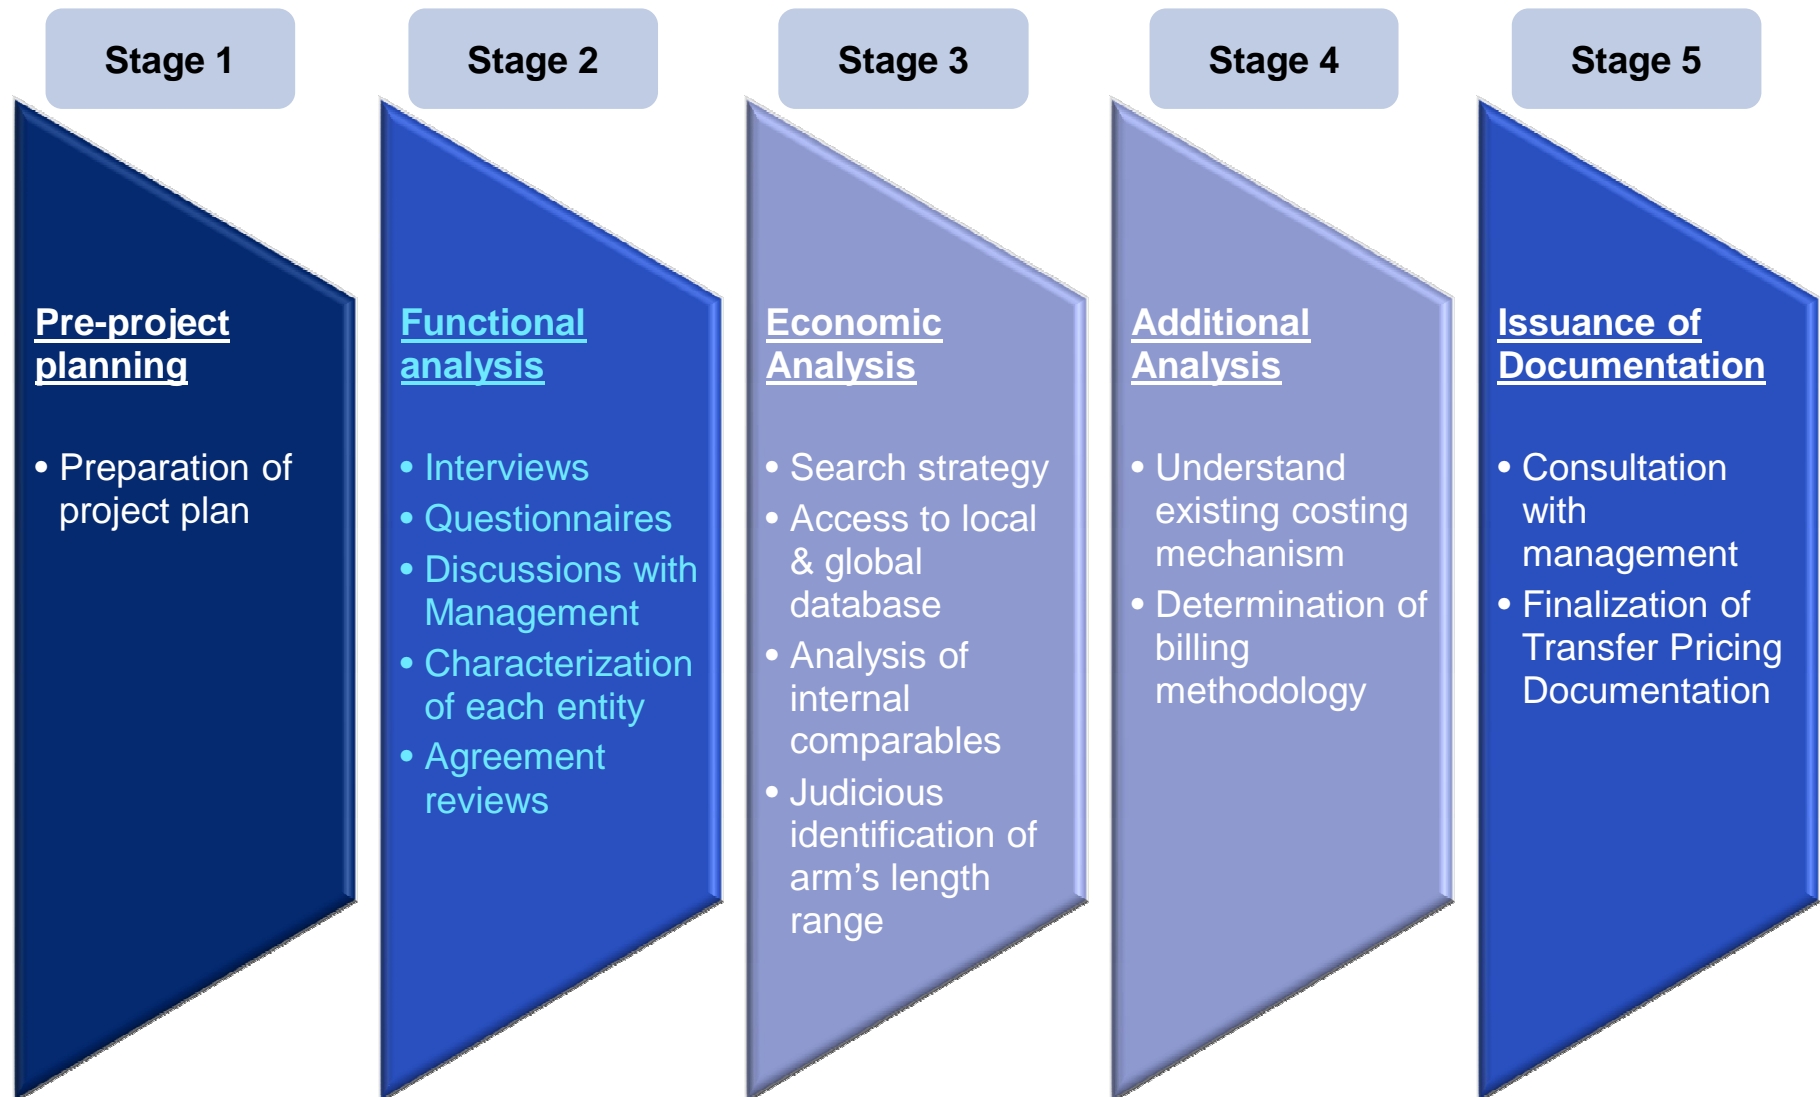 Stage 1
Stage 2
Stage 3
Stage 4
Stage 5
Pre-project
planning
• Preparation of
project plan
Functional
analysis
• Interviews
• Questionnaires
• Discussions with
Management
• Characterization
of each entity
• Agreement
reviews
Economic
Analysis
• Search strategy
• Access to local
& global
database
• Analysis of
internal
comparables
• Judicious
identification of
arm’s length
range
Additional
Analysis
• Understand
existing costing
mechanism
• Determination of
billing
methodology
Issuance of
Documentation
• Consultation
with
management
• Finalization of
Transfer Pricing
Documentation